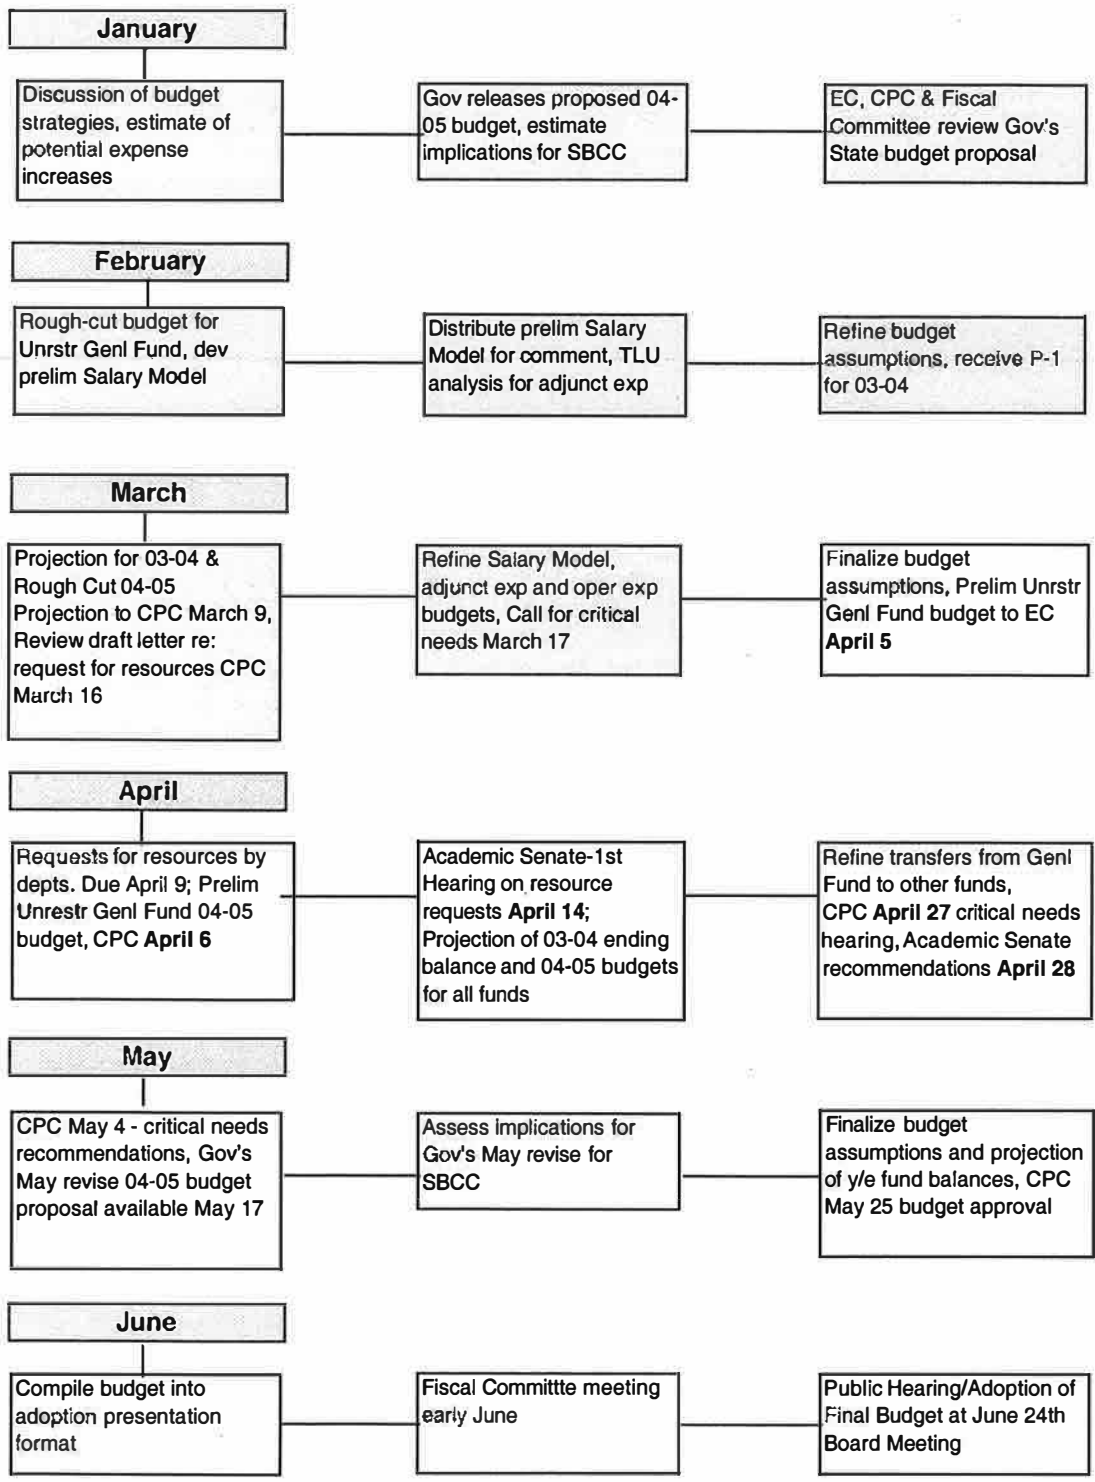 January
Discussion of budget
strategies, estimate of
potential expense
increases
Gov releases proposed 04-
05 budget, estimate
implications for SBCC
EC, CPC & Fiscal
Committee review Gov's
State budget proposal
February
Rough-cut budget for
Unrstr Genl Fund, dev
prelim Salary Model
Distribute prelim Salary
Model for comment, TLU
analysis for adjunct exp
Refine budget
assumptions, receive P-1
for 03-04
March
Projection for 03-04 &
Rough Cut 04-05
Projection to CPC March 9,
Review draft letter re:
request for resources CPC
March 16
Refine Salary Model,
adjunct exp and oper exp
budgets, Call for critical
needs March 17
Finalize budget
assumptions, Prelim Unrstr
Genl Fund budget to EC
April 5
April
Requests for resources by
depts. Due April 9; Prelim
Unrestr Genl Fund 04-05
budget, CPC April 6
Academic Senate-1st
Hearing on resource
requests April 14;
Projection of 03-04 ending
balance and 04-05 budgets
for all funds
Refine transfers from Genl
Fund to other funds,
CPC April 27 critical needs
hearing, Academic Senate
recommendations April 28
May
CPC May 4 - critical needs
recommendations, Gov's
May revise 04-05 budget
proposal available May 17
Assess implications for
Gov's May revise for
SBCC
Finalize budget
assumptions and projection
of y/e fund balances, CPC
May 25 budget approval
June
Compile budget into
adoption presentation
format
Fiscal Committte meeting
early June
Public Hearing/Adoption of
Final Budget at June 24th
Board Meeting